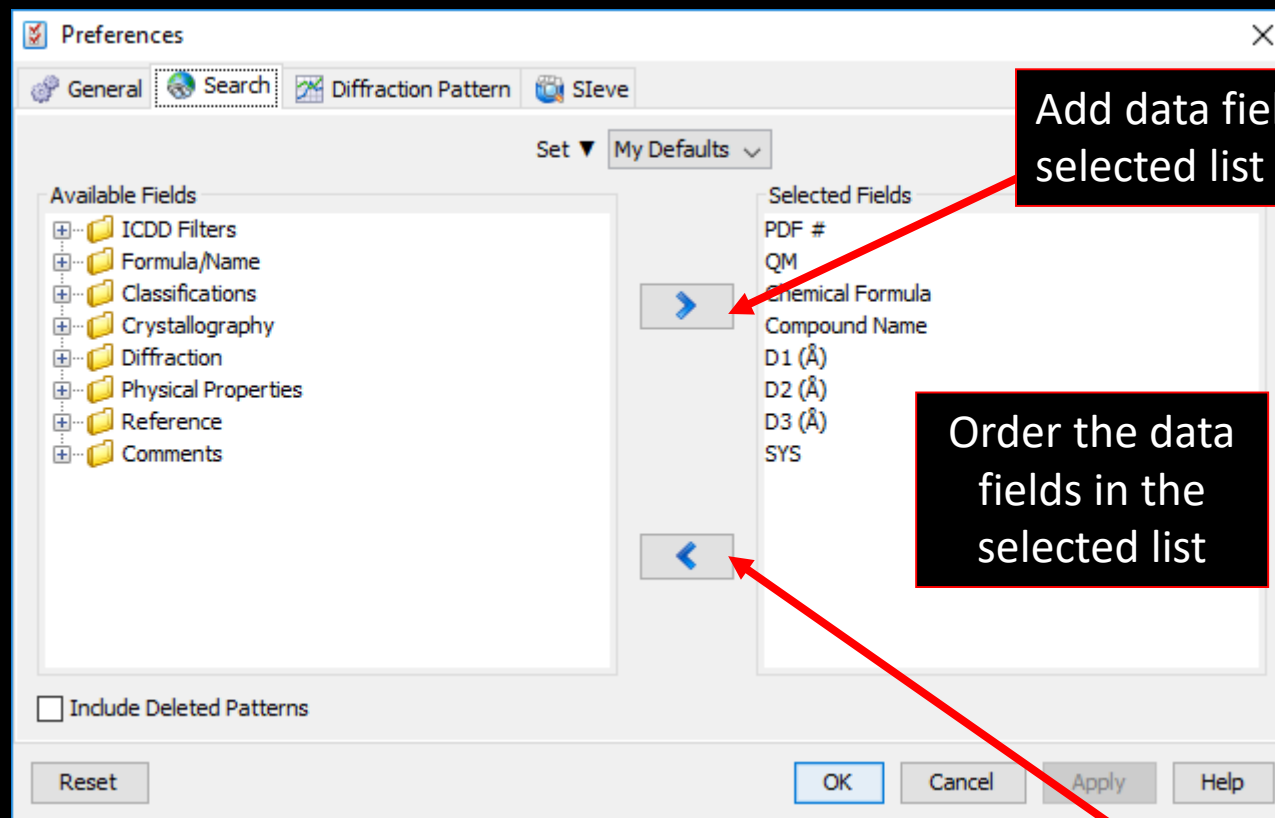 Preferences
General Search Diffraction Pattern SIeve
Add data fiel
selected list
Set ▼ My Defaults
Available Fields
ICDD Filters
Formula/Name
Classifications
Crystallography
Diffraction
Physical Properties
Reference
Comments
Selected Fields
PDF #
QM
Chemical Formula
Compound Name
D1 (Å)
D2 (Å)
D3 (Å)
SYS
Order the data
fields in the
selected list
Include Deleted Patterns
Reset OK Cancel Apply Help